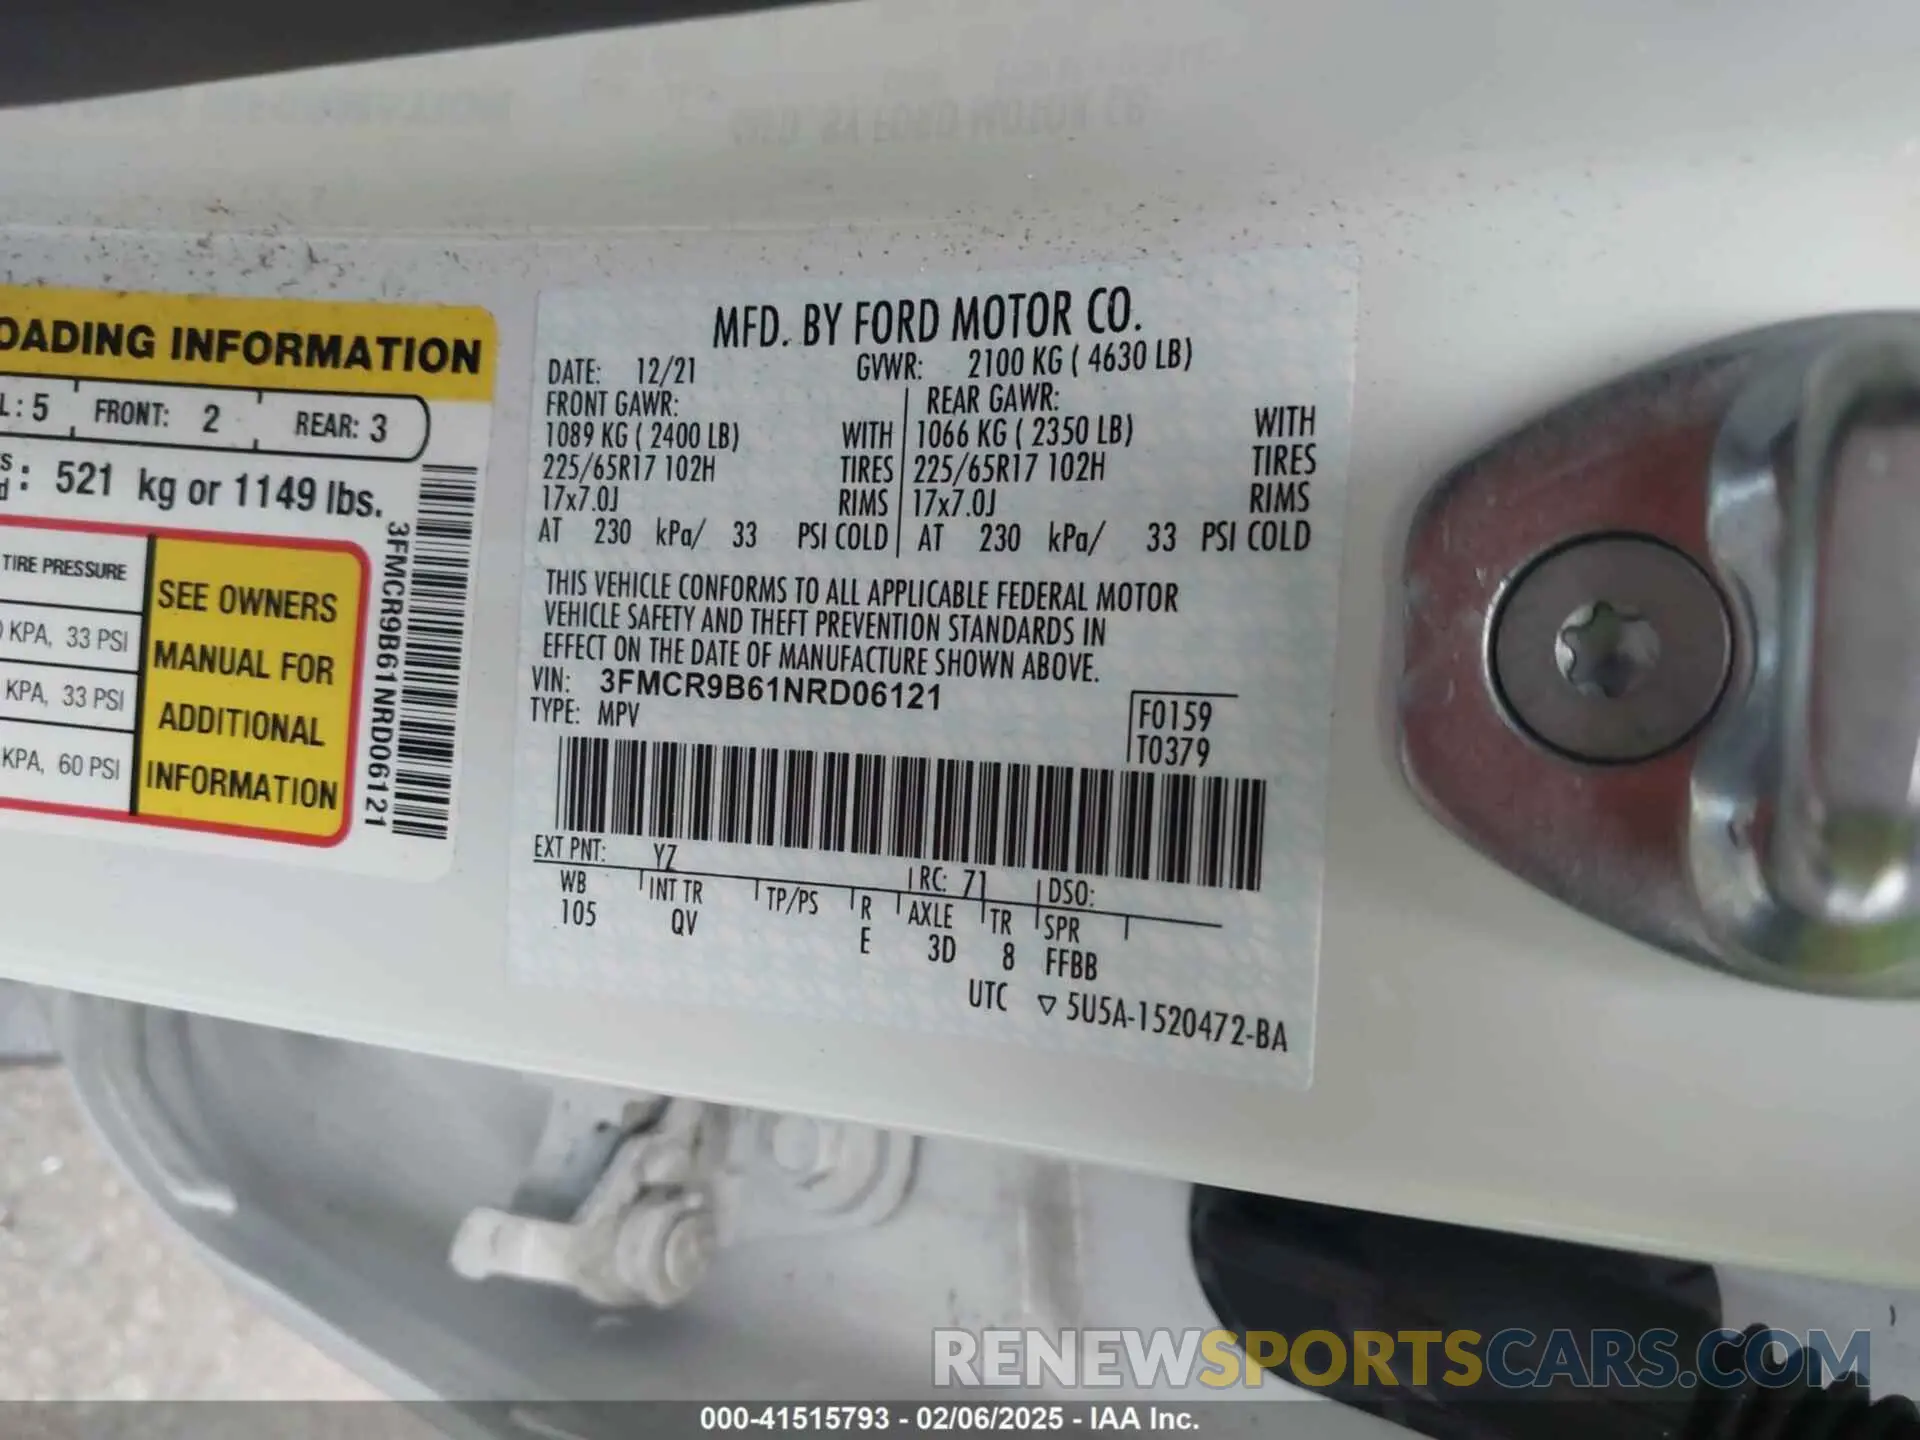 OADING INFORMATION
L: 5 FRONT: 2 REAR: 3
521 kg or 1149 lbs.
TIRE PRESSURE
KPA, 33 PSI
KPA, 33 PSI
KPA, 60 PSI
SEE OWNERS
MANUAL FOR
ADDITIONAL
INFORMATION
3FMCR9B61NRD06121
MFD. BY FORD MOTOR CO.
DATE: 12/21 GVWR: 2100 KG ( 4630 LB)
FRONT GAWR: REAR GAWR:
1089 KG ( 2400 LB) WITH 1066 KG ( 2350 LB) WITH
225/65R17 102H TIRES 225/65R17 102H TIRES
17x7.0J RIMS 17x7.0J RIMS
AT 230 kPa/ 33 PSI COLD AT 230 kPa/ 33 PSI COLD
THIS VEHICLE CONFORMS TO ALL APPLICABLE FEDERAL MOTOR
VEHICLE SAFETY AND THEFT PREVENTION STANDARDS IN
EFFECT ON THE DATE OF MANUFACTURE SHOWN ABOVE.
VIN: 3FMCR9B61NRD06121
TYPE: MPV
F0159
T0379
EXT PNT: YZ RC: 71 DSO:
WB INT TR TP/PS R AXLE TR SPR
105 QV E 3D 8 FFBB
UTC ▽ 5U5A-1520472-BA
RENEWSPORTSCARS.COM
000-41515793 - 02/06/2025 - IAA Inc.